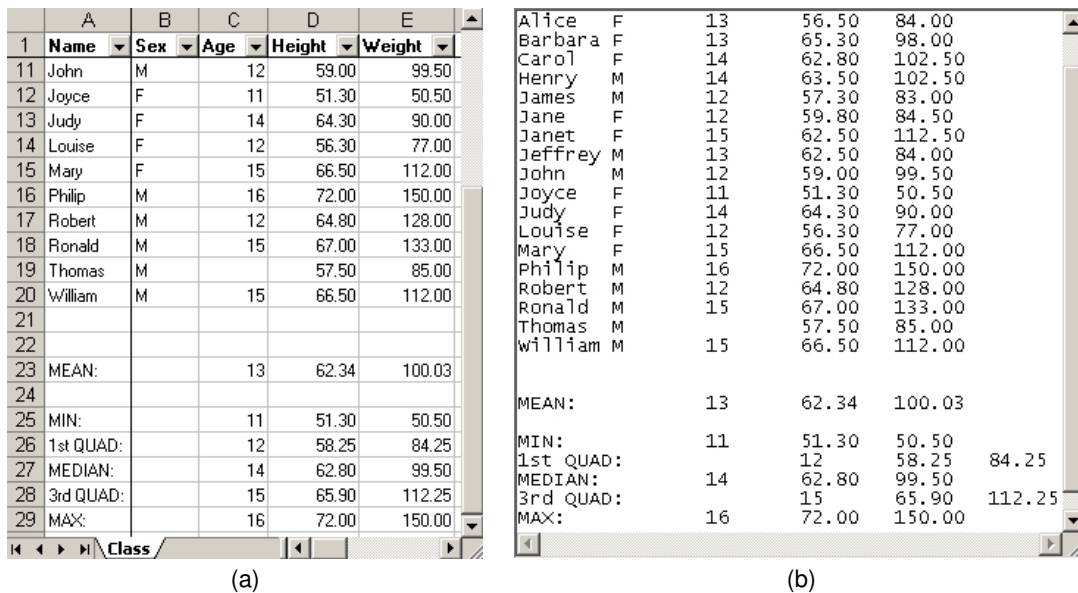 A B C D E
1 Name Sex Age Height Weight
11 John M 12 59.00 99.50
12 Joyce F 11 51.30 50.50
13 Judy F 14 64.30 90.00
14 Louise F 12 56.30 77.00
15 Mary F 15 66.50 112.00
16 Philip M 16 72.00 150.00
17 Robert M 12 64.80 128.00
18 Ronald M 15 67.00 133.00
19 Thomas M 57.50 85.00
20 William M 15 66.50 112.00
21
22
23 MEAN: 13 62.34 100.03
24
25 MIN: 11 51.30 50.50
26 1st QUAD: 12 58.25 84.25
27 MEDIAN: 14 62.80 99.50
28 3rd QUAD: 15 65.90 112.25
29 MAX: 16 72.00 150.00
Class
(a)
Alice F 13 56.50 84.00
Barbara F 13 65.30 98.00
Carol F 14 62.80 102.50
Henry M 14 63.50 102.50
James M 12 57.30 83.00
Jane F 12 59.80 84.50
Janet F 15 62.50 112.50
Jeffrey M 13 62.50 84.00
John M 12 59.00 99.50
Joyce F 11 51.30 50.50
Judy F 14 64.30 90.00
Louise F 12 56.30 77.00
Mary F 15 66.50 112.00
Philip M 16 72.00 150.00
Robert M 12 64.80 128.00
Ronald M 15 67.00 133.00
Thomas M 57.50 85.00
William M 15 66.50 112.00
MEAN: 13 62.34 100.03
MIN: 11 51.30 50.50
1st QUAD: 12 58.25 84.25
MEDIAN: 14 62.80 99.50
3rd QUAD: 15 65.90 112.25
MAX: 16 72.00 150.00
(b)